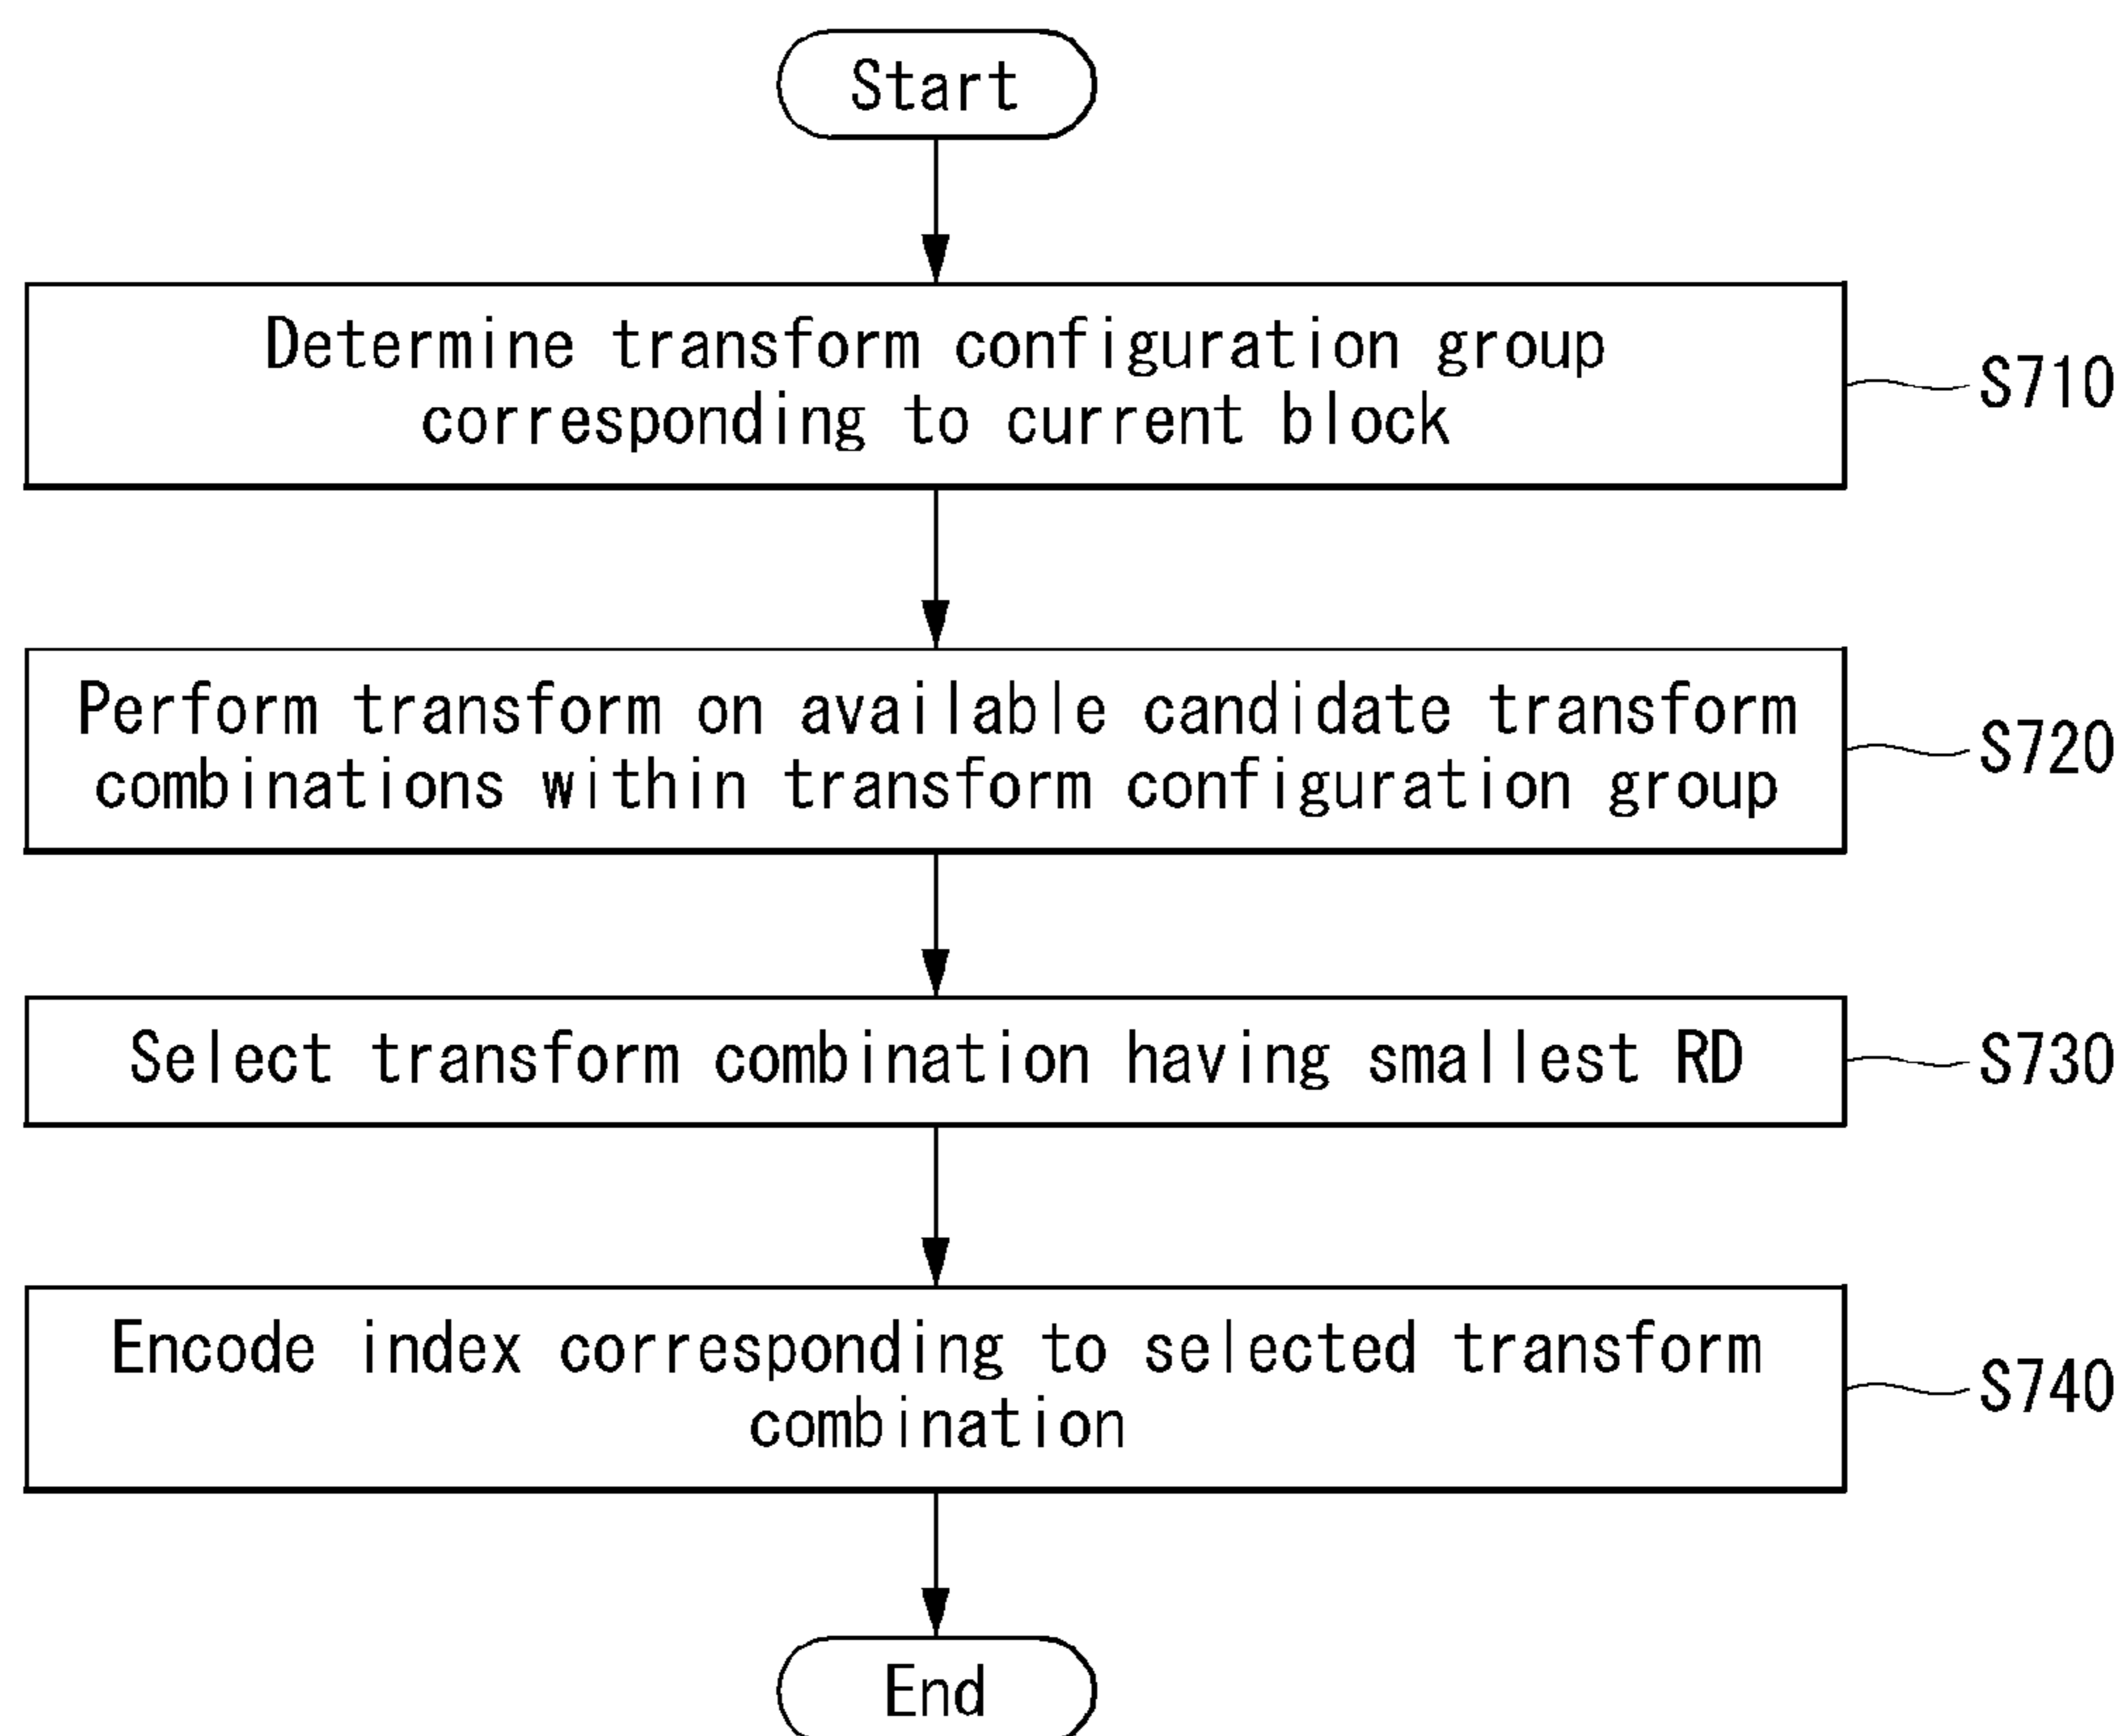 Start
Determine transform configuration group
corresponding to current block
S710
Perform transform on available candidate transform
combinations within transform configuration group
S720
Select transform combination having smallest RD
S730
Encode index corresponding to selected transform
combination
S740
End